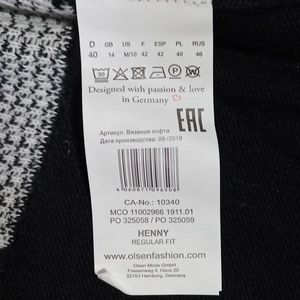 D GB US F ESP PL RUS
40 14 M/10 42 42 40 46
30
P
Designed with passion & love
in Germany
EAC
Артикул: Вязаная кофта
Дата производства: 09 /2019
4060871096506
CA-No.: 10340
MCO 11002966 1911.01
PO 325058 / PO 325059
HENNY
REGULAR FIT
www.olsenfashion.com
Olsen Mode GmbH
22763 Hamburg, Germany